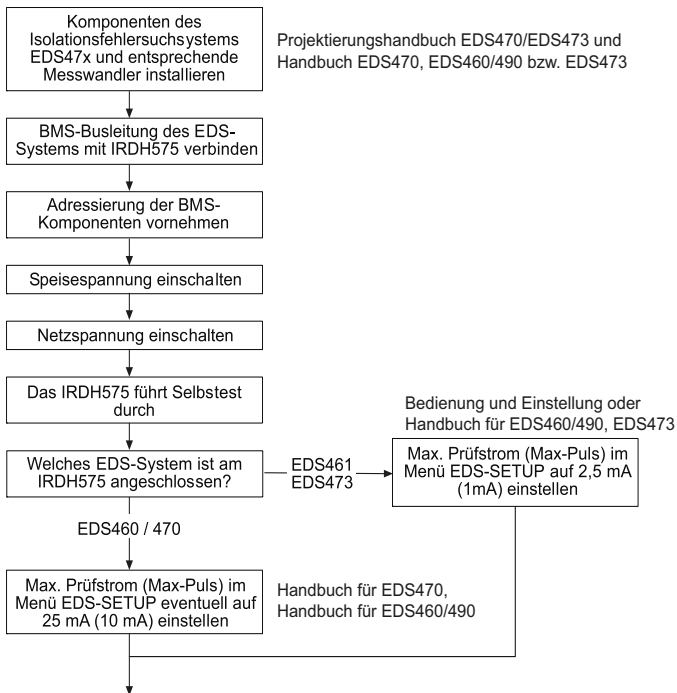 Komponenten des
Isolationsfehlersuchsystems
EDS47x und entsprechende
Messwandler installieren
Projektierungshandbuch EDS470/EDS473 und
Handbuch EDS470, EDS460/490 bzw. EDS473
BMS-Busleitung des EDS-
Systems mit IRDH575 verbinden
Adressierung der BMS-
Komponenten vornehmen
Speisespannung einschalten
Netzspannung einschalten
Das IRDH575 führt Selbstest
durch
Welches EDS-System ist am
IRDH575 angeschlossen?
EDS461
EDS473
Bedienung und Einstellung oder
Handbuch für EDS460/490, EDS473
Max. Prüfstrom (Max-Puls) im
Menü EDS-SETUP auf 2,5 mA
(1mA) einstellen
EDS460 / 470
Max. Prüfstrom (Max-Puls) im
Menü EDS-SETUP eventuell auf
25 mA (10 mA) einstellen
Handbuch für EDS470,
Handbuch für EDS460/490